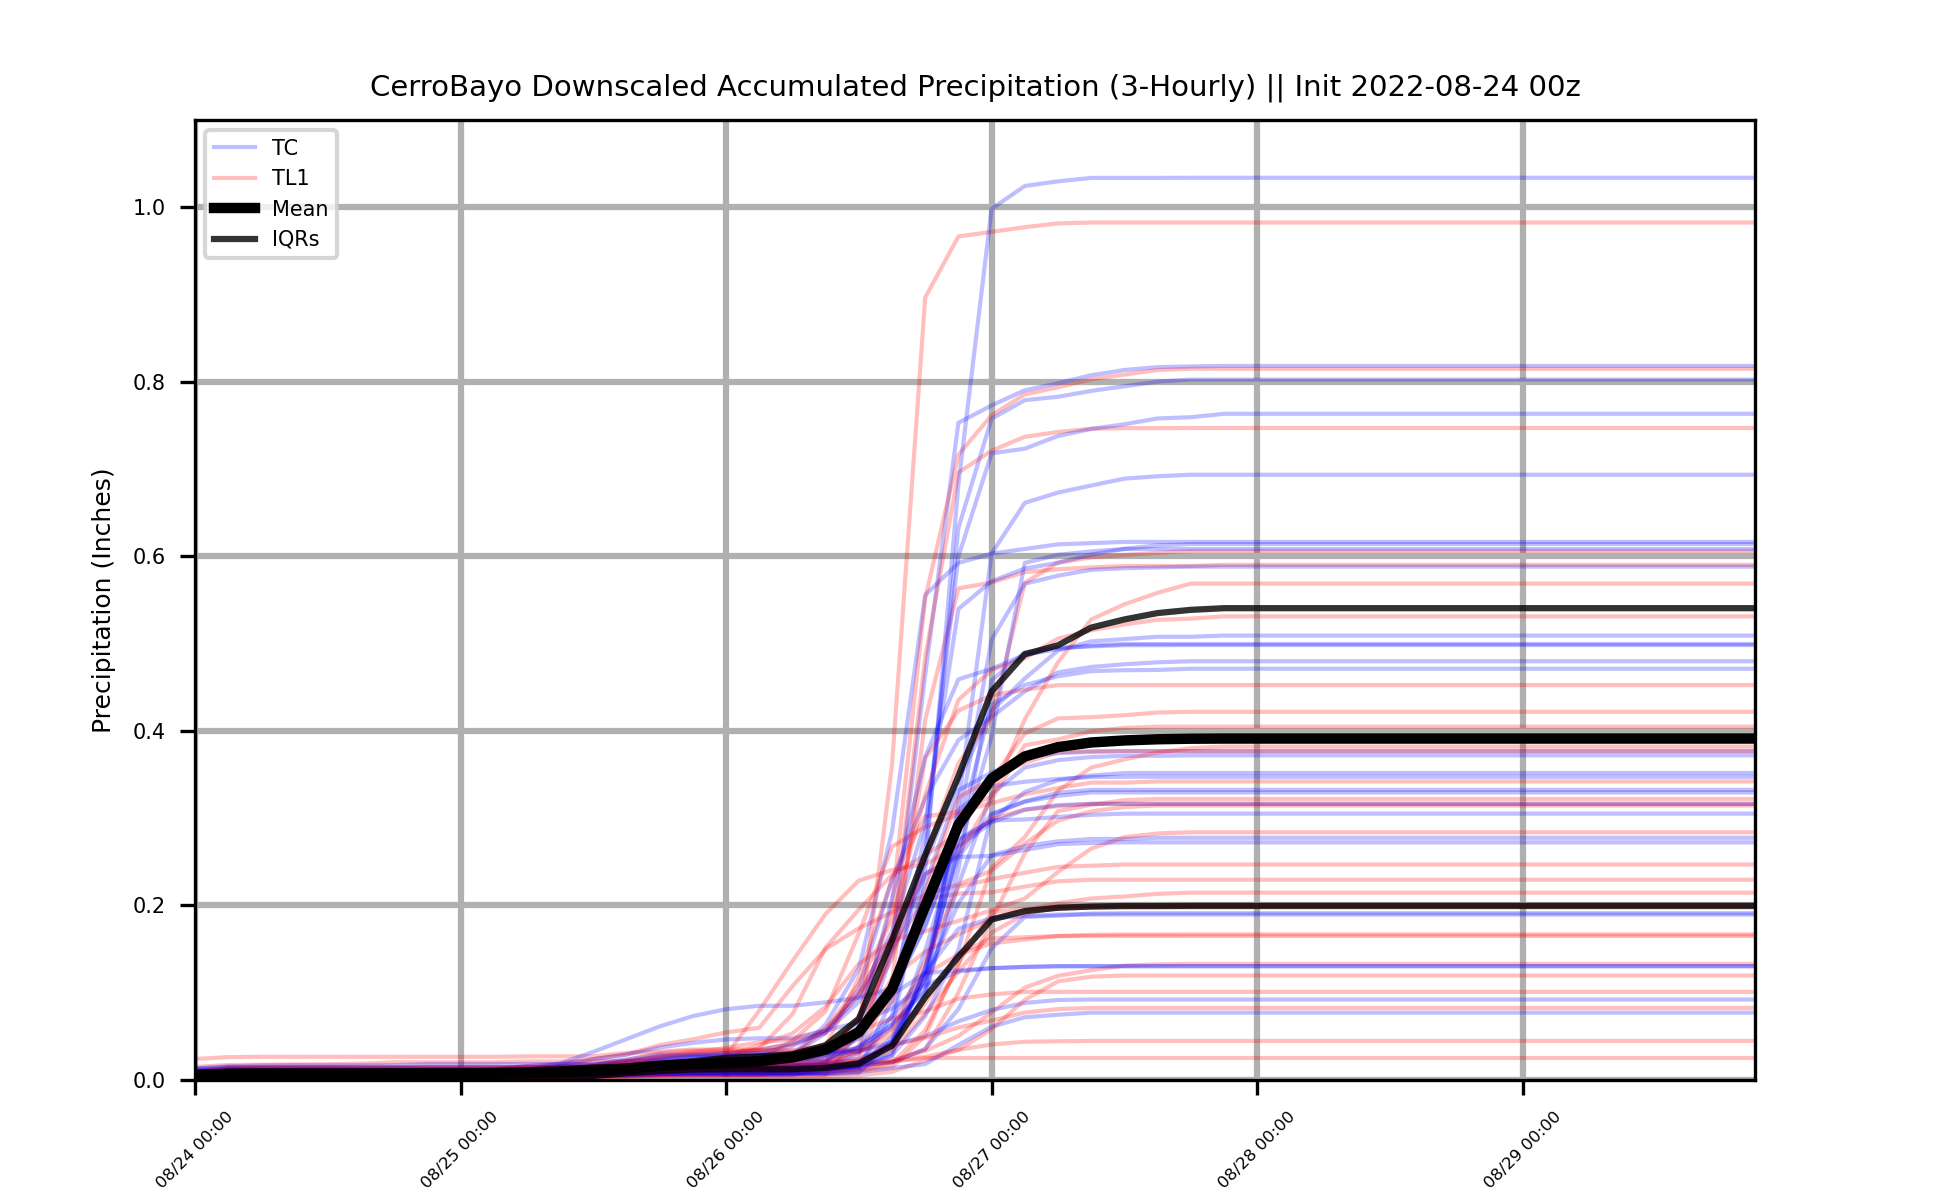 CerroBayo Downscaled Accumulated Precipitation (3-Hourly) || Init 2022-08-24 00z
TC
TL1
Mean
IQRs
Precipitation (Inches)
1.0
0.8
0.6
0.4
0.2
0.0
08/24 00:00
08/25 00:00
08/26 00:00
08/27 00:00
08/28 00:00
08/29 00:00